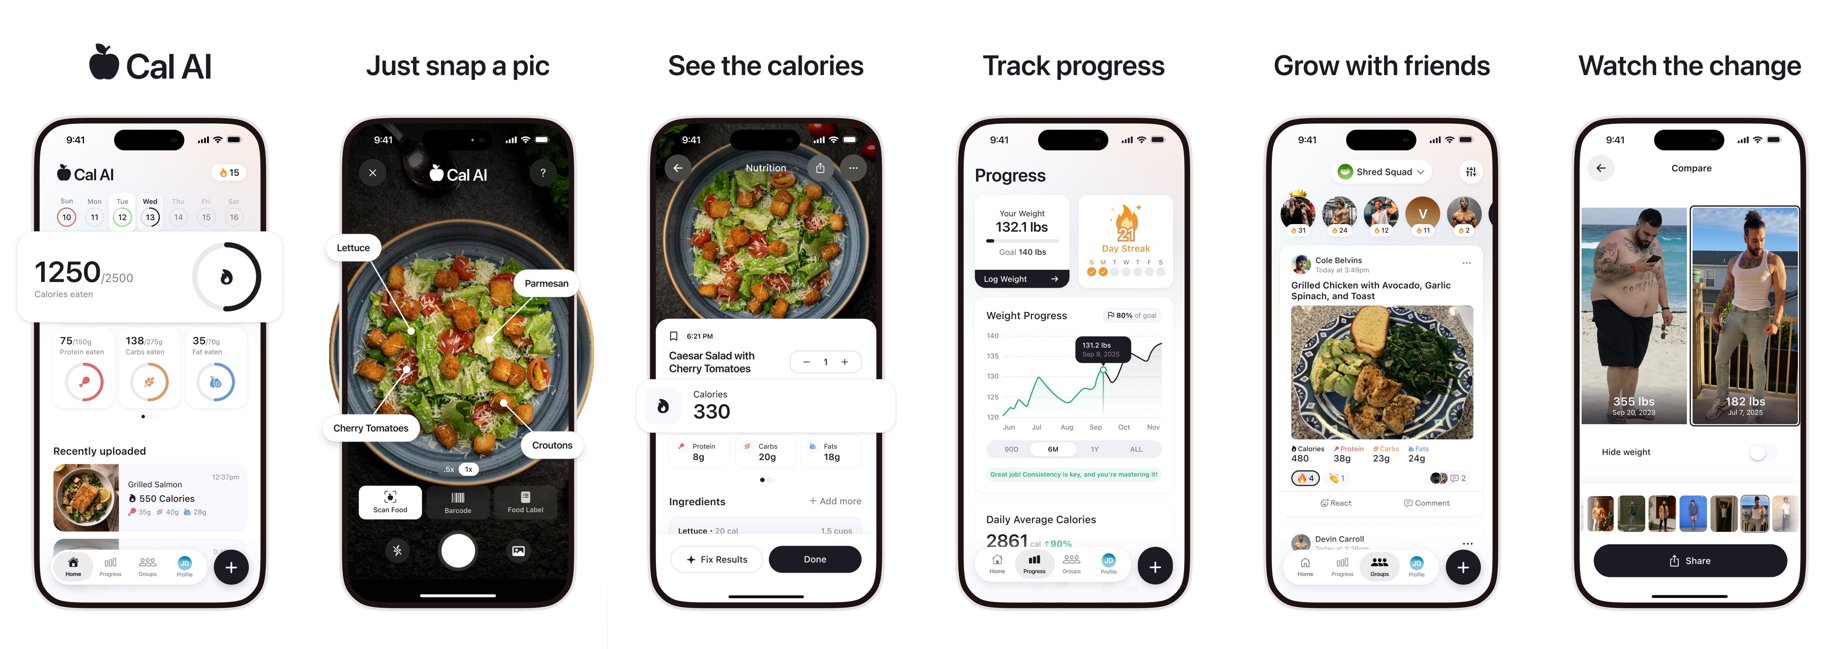 Cal AI
9:41
Cal AI
15
Sun Mon Tue Wed Thu Fri Sat
10 11 12 13 14 15 16
1250/2500
Calories eaten
75/150g
Protein eaten
138/275g
Carbs eaten
35/70g
Fat eaten
Recently uploaded
Grilled Salmon
12:37pm
550 Calories
35g 40g 28g
Home Progress Groups Profile
JD
Just snap a pic
9:41
Cal AI
?
Lettuce
Parmesan
Cherry Tomatoes
Croutons
.5x 1x
Scan Food
Barcode
Food Label
See the calories
9:41
Nutrition
6:21 PM
Caesar Salad with
Cherry Tomatoes
− 1 +
Calories
330
Protein
8g
Carbs
20g
Fats
18g
Ingredients
+ Add more
Lettuce • 20 cal
1.5 cups
Fix Results
Done
Track progress
9:41
Progress
Your Weight
132.1 lbs
Goal 140 lbs
Log Weight
21
Day Streak
S M T W T F S
Weight Progress
80% of goal
140
135
130
125
120
131.2 lbs
Sep 9, 2025
Jun Jul Aug Sep Oct Nov
90D 6M 1Y ALL
Great job! Consistency is key, and you're mastering it!
Daily Average Calories
2861 cal ↑90%
Home Progress Groups Profile
JD
Grow with friends
9:41
Shred Squad
V
31 24 12 11 2
Cole Belvins
Today at 3:49pm
Grilled Chicken with Avocado, Garlic
Spinach, and Toast
Calories
480
Protein
38g
Carbs
23g
Fats
24g
4
1
2
React
Comment
Devin Carroll
Today at 3:26pm
Home Progress Groups Profile
JD
Watch the change
9:41
Compare
355 lbs
Sep 20, 2023
182 lbs
Jul 7, 2025
Hide weight
Share